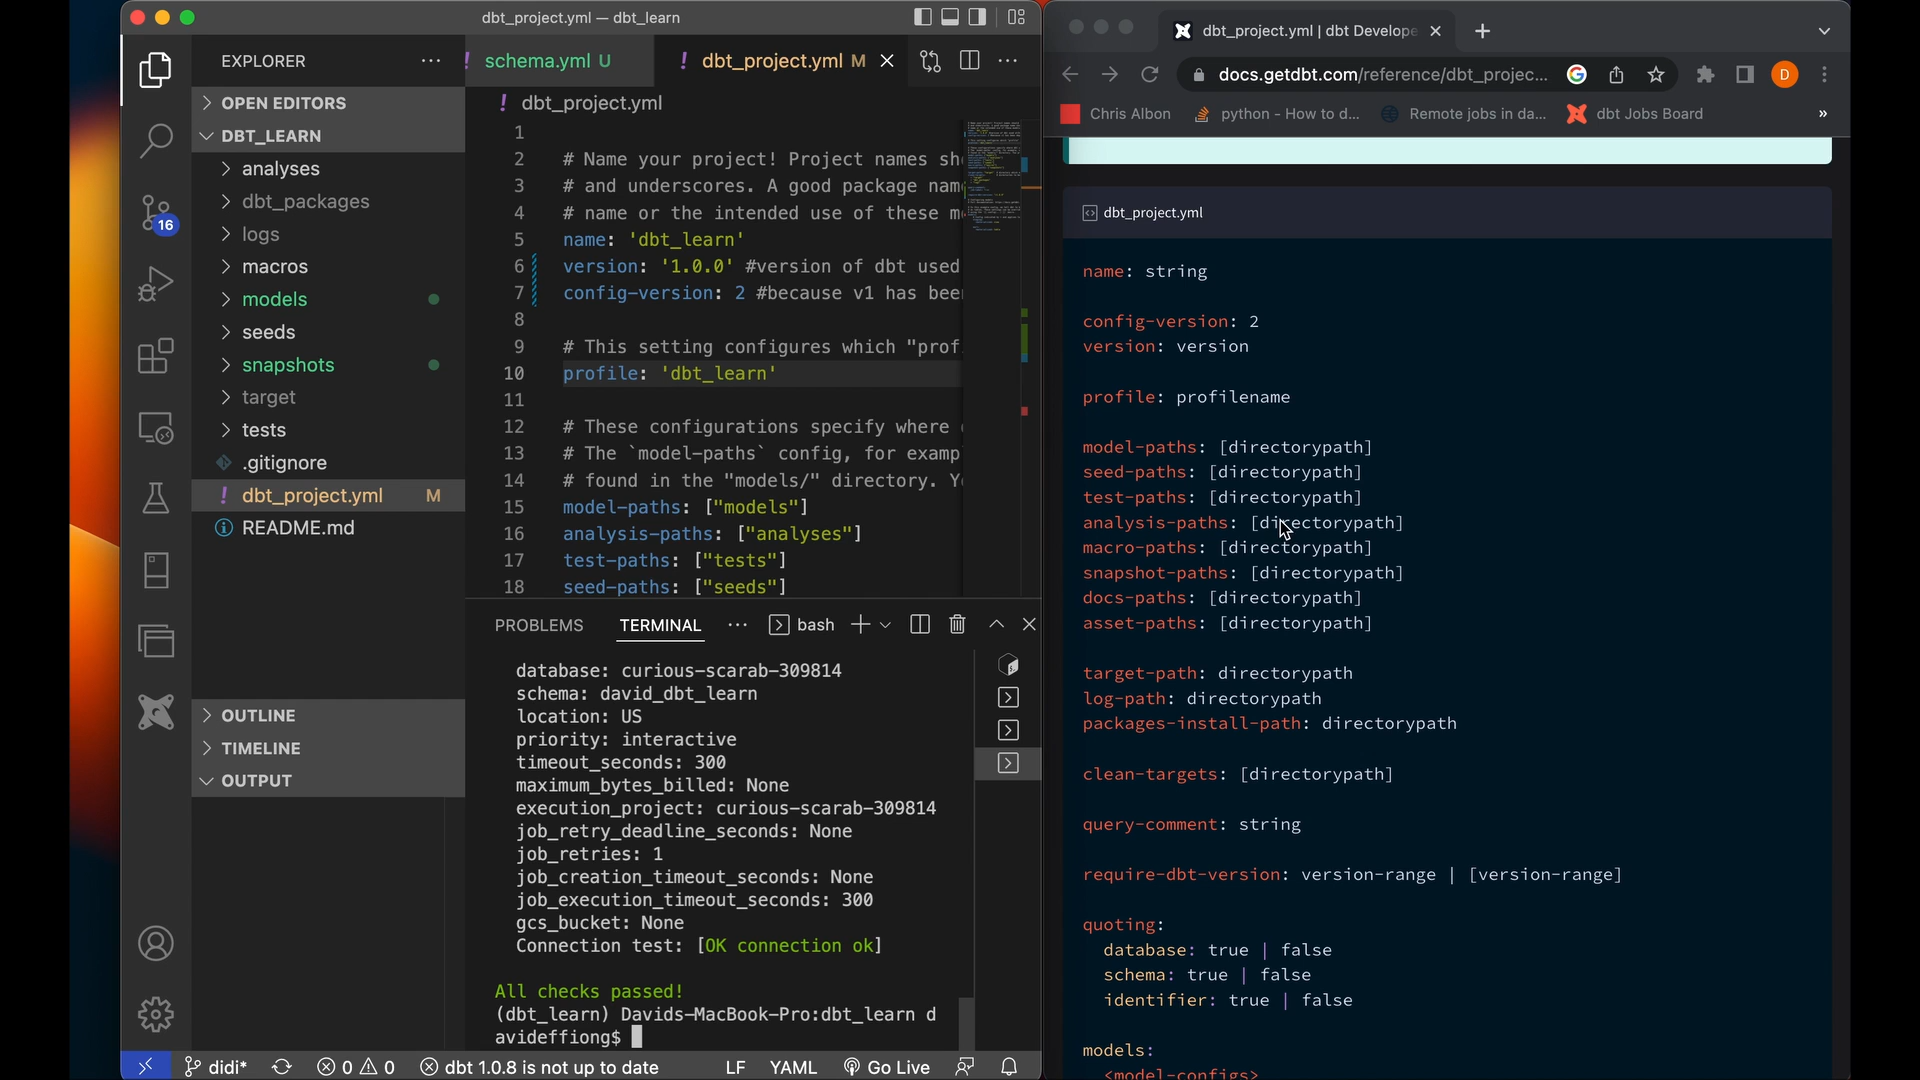 dbt_project.yml — dbt_learn
EXPLORER
OPEN EDITORS
DBT_LEARN
analyses
dbt_packages
logs
macros
models
seeds
snapshots
target
tests
.gitignore
! dbt_project.yml M
README.md
OUTLINE
TIMELINE
OUTPUT
16
! schema.yml U
! dbt_project.yml M
! dbt_project.yml
1
2 # Name your project! Project names sh
3 # and underscores. A good package nam
4 # name or the intended use of these m
5 name: 'dbt_learn'
6 version: '1.0.0' #version of dbt used
7 config-version: 2 #because v1 has bee
8
9 # This setting configures which "prof
10 profile: 'dbt_learn'
11
12 # These configurations specify where
13 # The `model-paths` config, for examp
14 # found in the "models/" directory. Y
15 model-paths: ["models"]
16 analysis-paths: ["analyses"]
17 test-paths: ["tests"]
18 seed-paths: ["seeds"]
PROBLEMS TERMINAL ... bash
database: curious-scarab-309814
schema: david_dbt_learn
location: US
priority: interactive
timeout_seconds: 300
maximum_bytes_billed: None
execution_project: curious-scarab-309814
job_retry_deadline_seconds: None
job_retries: 1
job_creation_timeout_seconds: None
job_execution_timeout_seconds: 300
gcs_bucket: None
Connection test: [OK connection ok]
All checks passed!
(dbt_learn) Davids-MacBook-Pro:dbt_learn d
avideffiong$
didi* 0 0 dbt 1.0.8 is not up to date LF YAML Go Live
dbt_project.yml | dbt Develope
docs.getdbt.com/reference/dbt_projec...
D
Chris Albon python - How to d... Remote jobs in da... dbt Jobs Board »
dbt_project.yml
name: string
config-version: 2
version: version
profile: profilename
model-paths: [directorypath]
seed-paths: [directorypath]
test-paths: [directorypath]
analysis-paths: [directorypath]
macro-paths: [directorypath]
snapshot-paths: [directorypath]
docs-paths: [directorypath]
asset-paths: [directorypath]
target-path: directorypath
log-path: directorypath
packages-install-path: directorypath
clean-targets: [directorypath]
query-comment: string
require-dbt-version: version-range | [version-range]
quoting:
database: true | false
schema: true | false
identifier: true | false
models:
<model-configs>